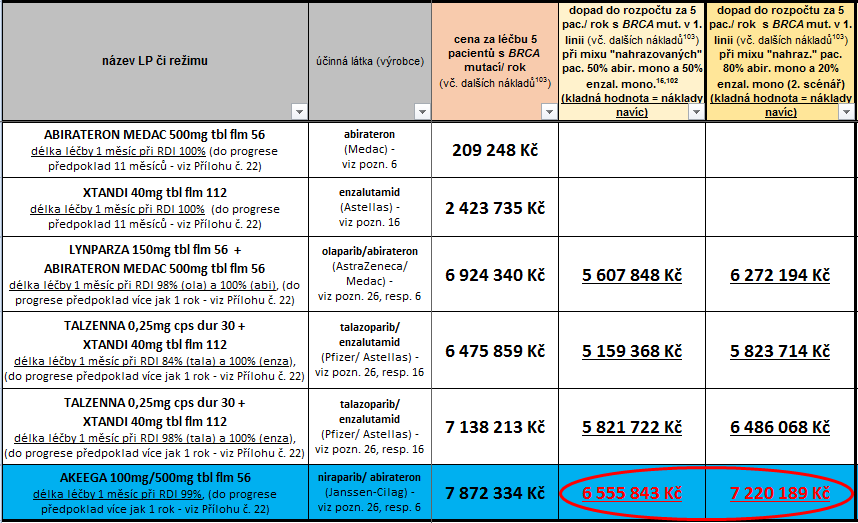 název LP či režimu
účinná látka (výrobce)
cena za léčbu 5
pacientů s BRCA
mutací/ rok
(vč. dalších nákladů103)
dopad do rozpočtu za 5
pac./ rok s BRCA mut. v 1.
linii (vč. dalších nákladů103)
při mixu "nahrazovaných"
pac. 50% abir. mono a 50%
enzal. mono.15,102
(kladná hodnota = náklady
navíc)
dopad do rozpočtu za 5
pac./ rok s BRCA mut. v 1.
linii (vč. dalších nákladů103)
při mixu "nahraz." pac.
80% abir. mono a 20%
enzal. mono (2. scénář)
(kladná hodnota = náklady
navíc)
ABIRATERON MEDAC 500mg tbl flm 56
délka léčby 1 měsíc při RDI 100% (do progrese
předpoklad 11 měsíců - viz Přílohu č. 22)
abirateron
(Medac) -
viz pozn. 6
209 248 Kč
XTANDI 40mg tbl flm 112
délka léčby 1 měsíc při RDI 100% (do progrese
předpoklad 11 měsíců - viz Přílohu č. 22)
enzalutamid
(Astellas) -
viz pozn. 16
2 423 735 Kč
LYNPARZA 150mg tbl flm 56 +
ABIRATERON MEDAC 500mg tbl flm 56
délka léčby 1 měsíc při RDI 98% (ola) a 100% (abi), (do
progrese předpoklad více jak 1 rok - viz Přílohu č. 22)
olaparib/abirateron
(AstraZeneca/
Medac) -
viz pozn. 26, resp. 6
6 924 340 Kč
5 607 848 Kč
6 272 194 Kč
TALZENNA 0,25mg cps dur 30 +
XTANDI 40mg tbl flm 112
délka léčby 1 měsíc při RDI 84% (tala) a 100% (enza),
(do progrese předpoklad více jak 1 rok - viz Přílohu č. 22)
talazoparib/
enzalutamid
(Pfizer/ Astellas) -
viz pozn. 26, resp. 16
6 475 859 Kč
5 159 368 Kč
5 823 714 Kč
TALZENNA 0,25mg cps dur 30 +
XTANDI 40mg tbl flm 112
délka léčby 1 měsíc při RDI 98% (tala) a 100% (enza),
(do progrese předpoklad více jak 1 rok - viz Přílohu č. 22)
talazoparib/
enzalutamid
(Pfizer/ Astellas) -
viz pozn. 26, resp. 16
7 138 213 Kč
5 821 722 Kč
6 486 068 Kč
AKEEGA 100mg/500mg tbl flm 56
délka léčby 1 měsíc při RDI 99%, (do progrese
předpoklad více jak 1 rok - viz Přílohu č. 22)
niraparib/ abirateron
(Janssen-Cilag) -
viz pozn. 26, resp. 6
7 872 334 Kč
6 555 843 Kč
7 220 189 Kč